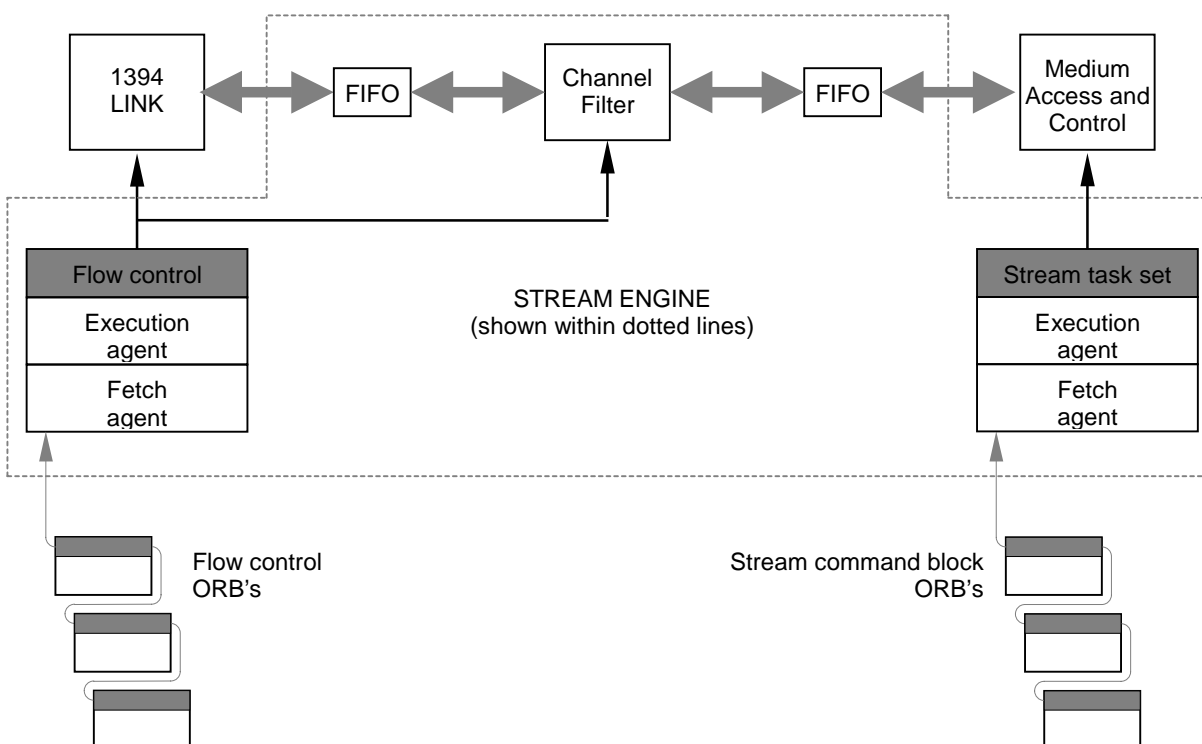 1394
LINK
FIFO
Channel
Filter
FIFO
Medium
Access and
Control
Flow control
Execution
agent
Fetch
agent
STREAM ENGINE
(shown within dotted lines)
Stream task set
Execution
agent
Fetch
agent
Flow control
ORB's
Stream command block
ORB's